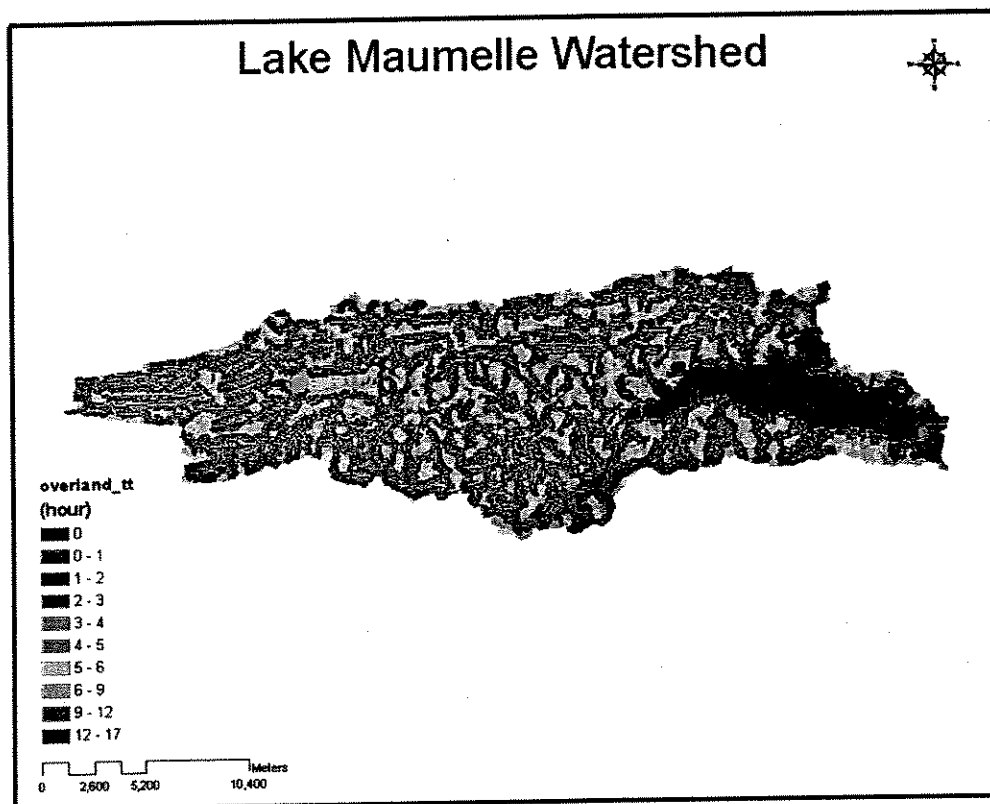 Lake Maumelle Watershed
overland_tt
(hour)
0
0 - 1
1 - 2
2 - 3
3 - 4
4 - 5
5 - 6
6 - 9
9 - 12
12 - 17
Meters
0 2,600 5,200 10,400